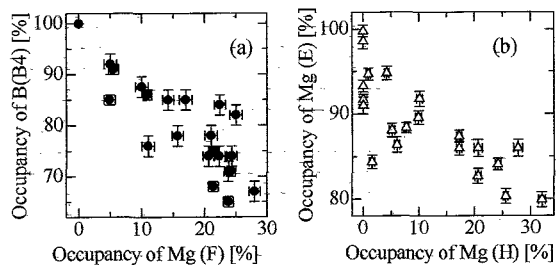 Occupancy of B(B4) [%]
100
90
80
70
(a)
0
10
20
30
Occupancy of Mg (F) [%]
Occupancy of Mg (E) [%]
100
90
80
(b)
0
10
20
30
Occupancy of Mg (H) [%]